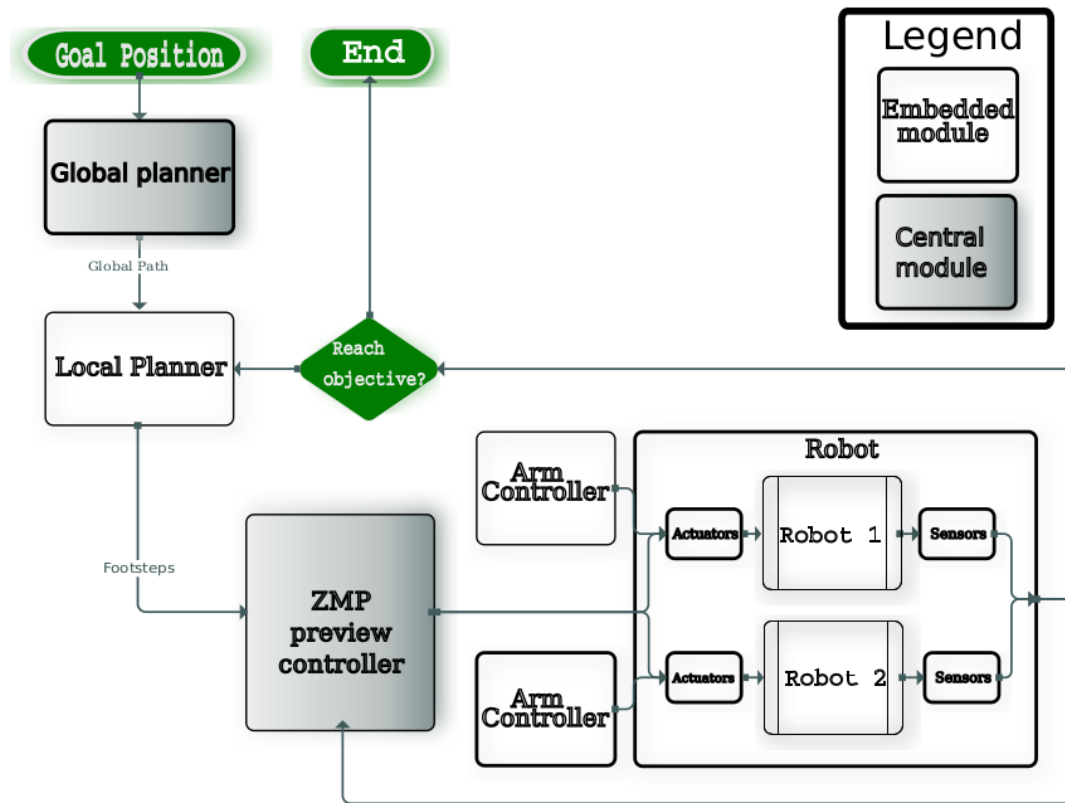 Goal Position
End
Legend
Embedded
module
Global planner
Central
module
Global Path
Reach
objective?
Local Planner
Robot
Arm
Controller
Actuators
Robot 1
Sensors
Footsteps
ZMP
preview
controller
Arm
Controller
Actuators
Robot 2
Sensors